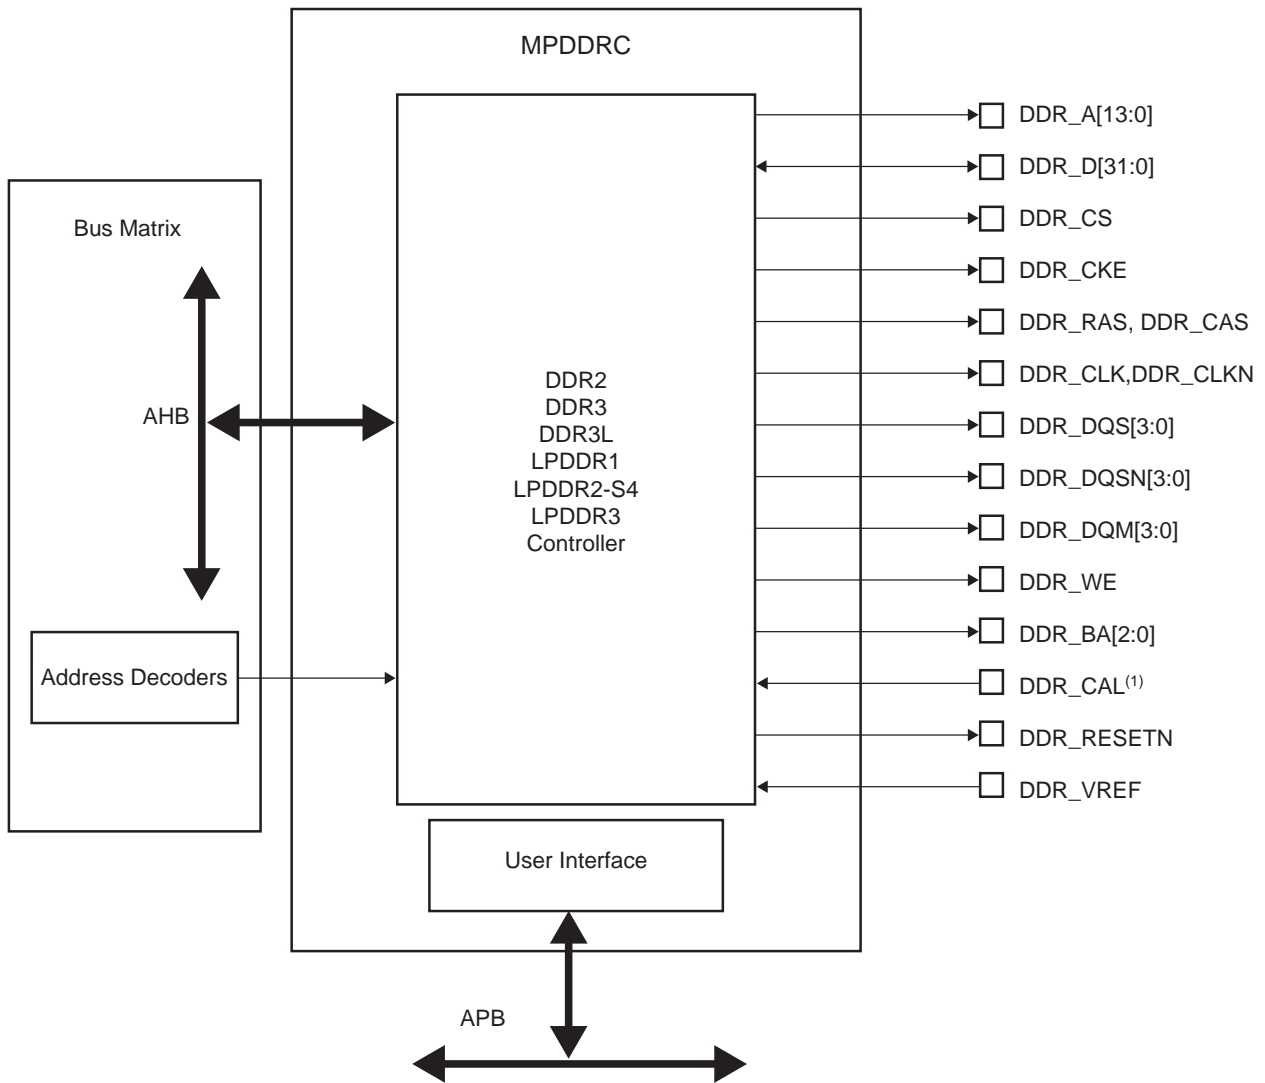 MPDDRC
DDR_A[13:0]
DDR_D[31:0]
Bus Matrix
DDR_CS
DDR_CKE
DDR_RAS, DDR_CAS
DDR_CLK,DDR_CLKN
AHB
DDR2
DDR3
DDR3L
LPDDR1
LPDDR2-S4
LPDDR3
Controller
DDR_DQS[3:0]
DDR_DQSN[3:0]
DDR_DQM[3:0]
DDR_WE
DDR_BA[2:0]
Address Decoders
DDR_CAL(1)
DDR_RESETN
DDR_VREF
User Interface
APB